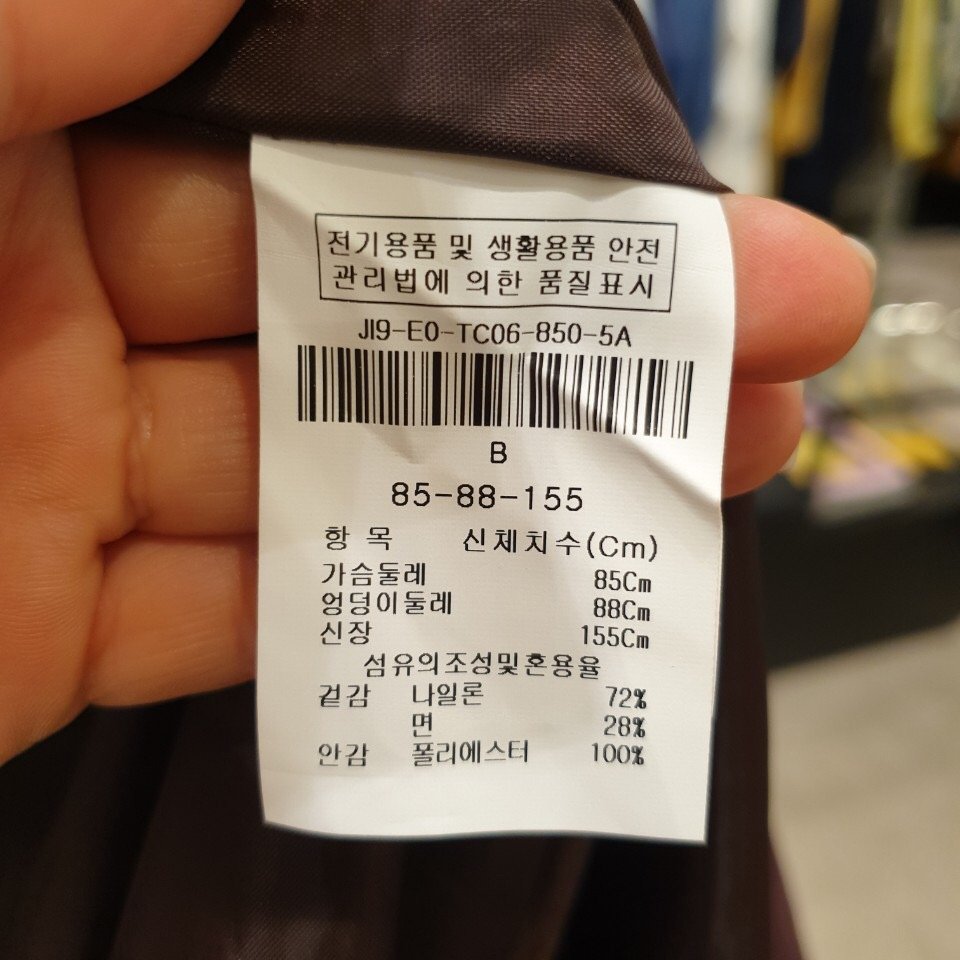 전기용품 및 생활용품 안전
관리법에 의한 품질표시
JI9-E0-TC06-850-5A
B
85-88-155
항 목 신체치수(Cm)
가슴둘레 85Cm
엉덩이둘레 88Cm
신장 155Cm
섬유의조성및혼용율
겉감 나일론 72%
면 28%
안감 폴리에스터 100%